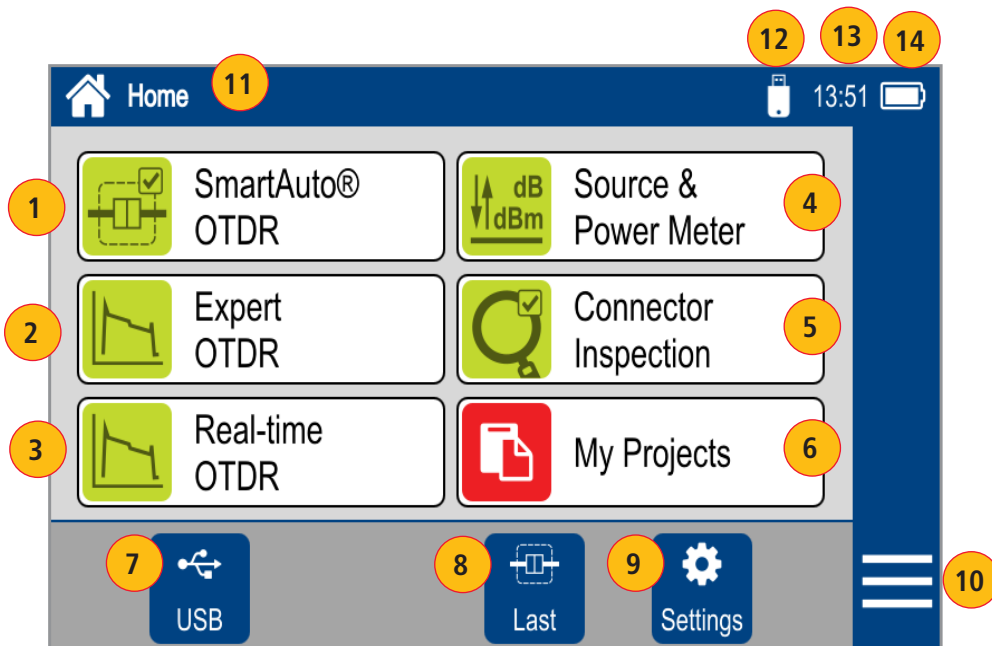 12 13 14
Home 11 13:51
1 SmartAuto®
OTDR
dB
dBm
Source &
Power Meter 4
2 Expert
OTDR
Connector
Inspection 5
3 Real-time
OTDR
My Projects 6
7 8 9 10
USB Last Settings